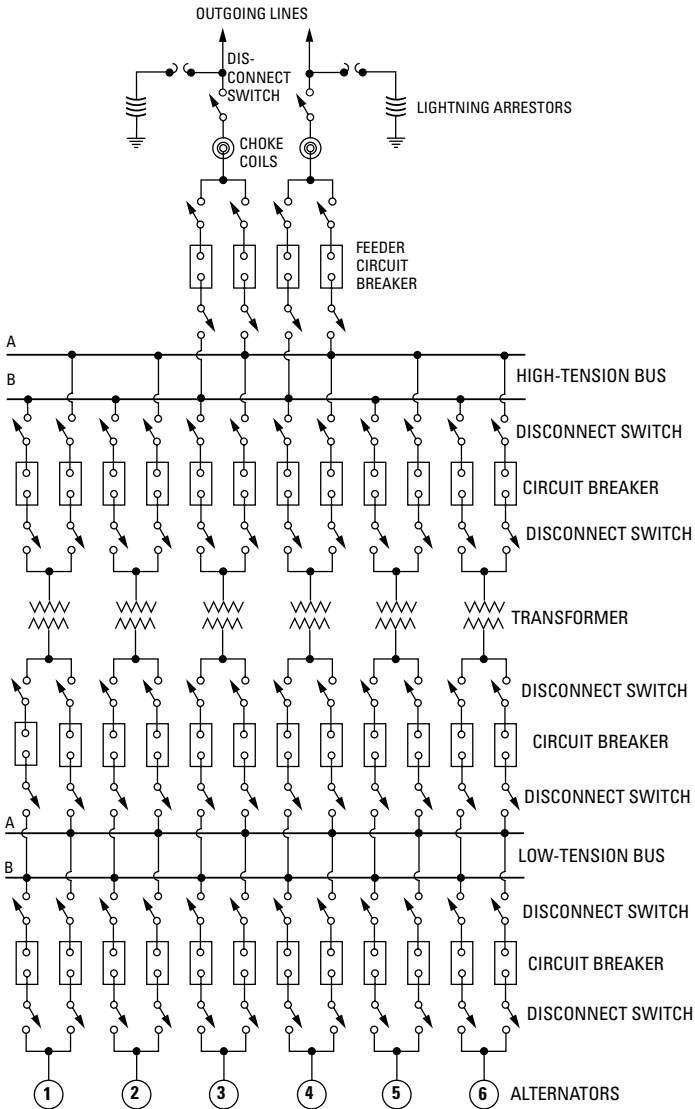 OUTGOING LINES
DIS-
CONNECT
SWITCH
LIGHTNING ARRESTORS
CHOKE
COILS
FEEDER
CIRCUIT
BREAKER
A
B
HIGH-TENSION BUS
DISCONNECT SWITCH
CIRCUIT BREAKER
DISCONNECT SWITCH
TRANSFORMER
DISCONNECT SWITCH
CIRCUIT BREAKER
DISCONNECT SWITCH
A
B
LOW-TENSION BUS
DISCONNECT SWITCH
CIRCUIT BREAKER
DISCONNECT SWITCH
1 2 3 4 5 6 ALTERNATORS